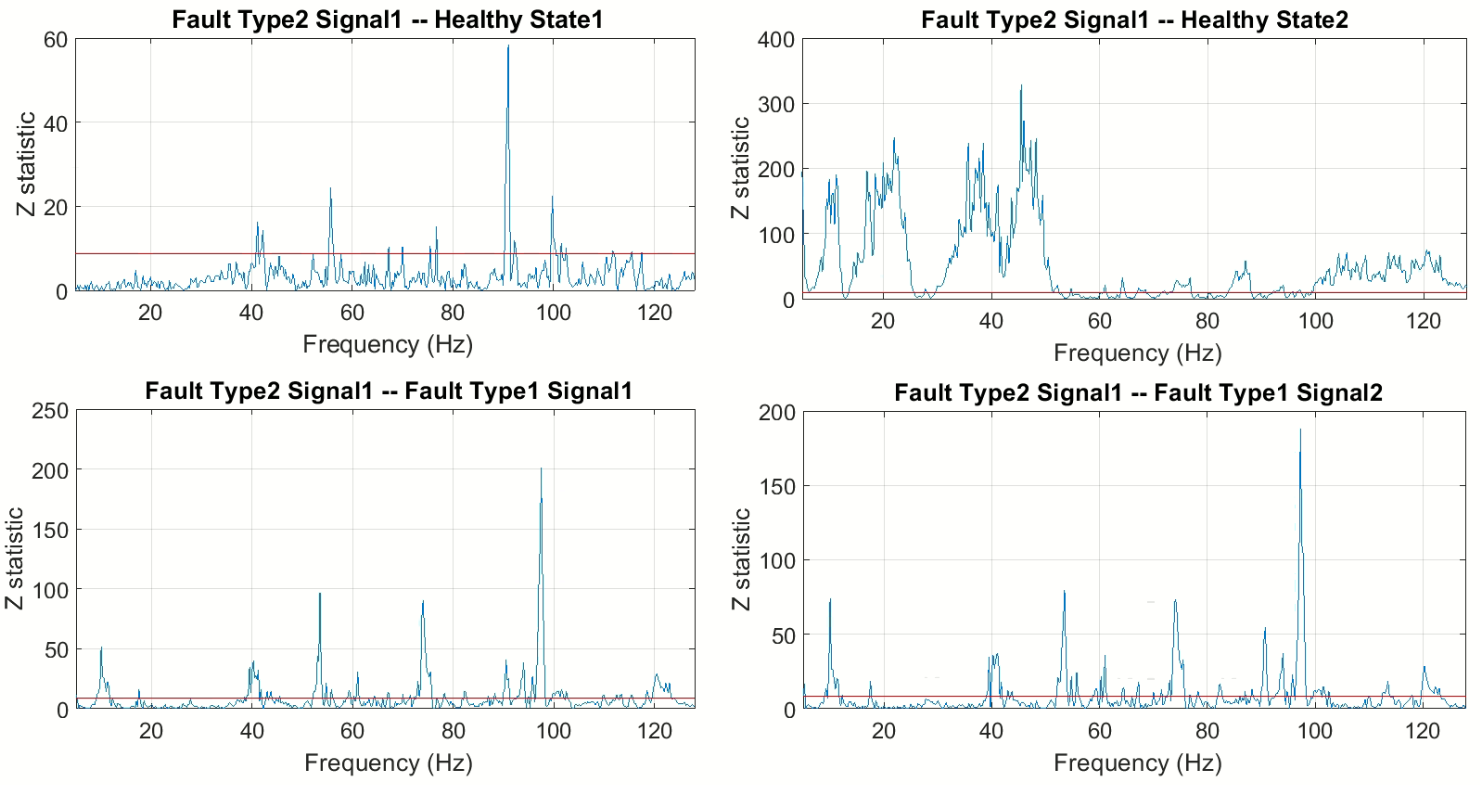 Fault Type2 Signal1 -- Healthy State1
60
40
20
0
Z statistic
20 40 60 80 100 120
Frequency (Hz)
Fault Type2 Signal1 -- Healthy State2
400
300
200
100
0
Z statistic
20 40 60 80 100 120
Frequency (Hz)
Fault Type2 Signal1 -- Fault Type1 Signal1
250
200
150
100
50
0
Z statistic
20 40 60 80 100 120
Frequency (Hz)
Fault Type2 Signal1 -- Fault Type1 Signal2
200
150
100
50
0
Z statistic
20 40 60 80 100 120
Frequency (Hz)